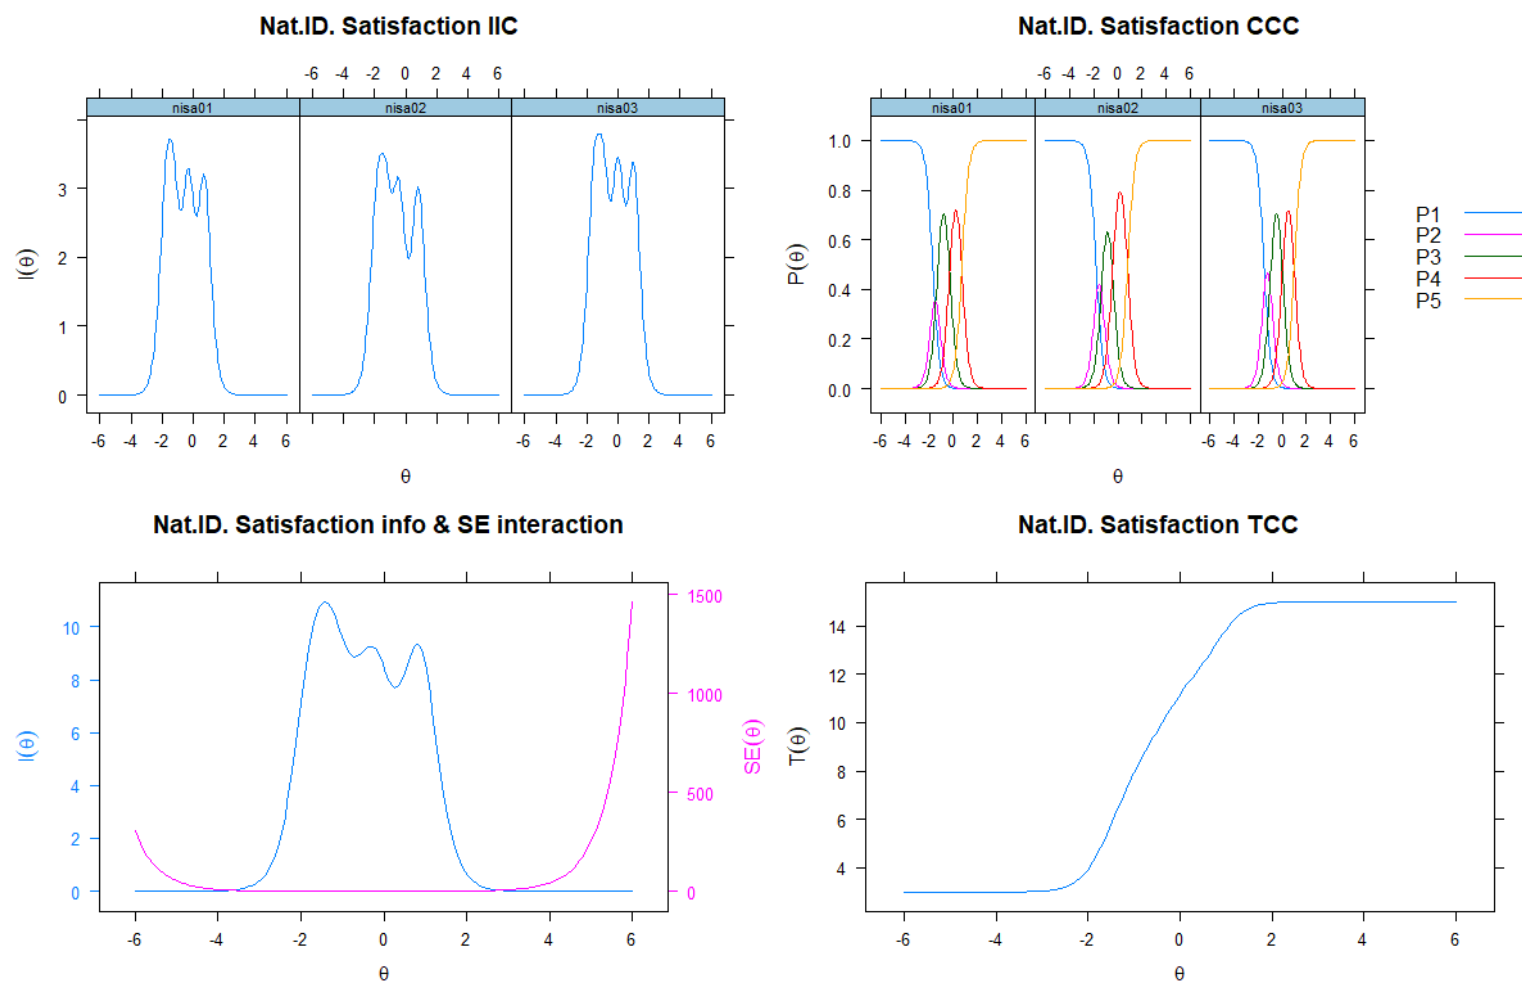 Nat.ID. Satisfaction IIC
-6 -4 -2 0 2 4 6
nisa01 nisa02 nisa03
3
2
1
0
I(θ)
-6 -4 -2 0 2 4 6 -6 -4 -2 0 2 4 6
θ
Nat.ID. Satisfaction CCC
-6 -4 -2 0 2 4 6
nisa01 nisa02 nisa03
1.0
0.8
0.6
0.4
0.2
0.0
P(θ)
-6 -4 -2 0 2 4 6 -6 -4 -2 0 2 4 6
θ
P1
P2
P3
P4
P5
Nat.ID. Satisfaction info & SE interaction
10
8
6
4
2
0
I(θ)
1500
1000
500
0
SE(θ)
-6 -4 -2 0 2 4 6
θ
Nat.ID. Satisfaction TCC
14
12
10
8
6
4
T(θ)
-6 -4 -2 0 2 4 6
θ